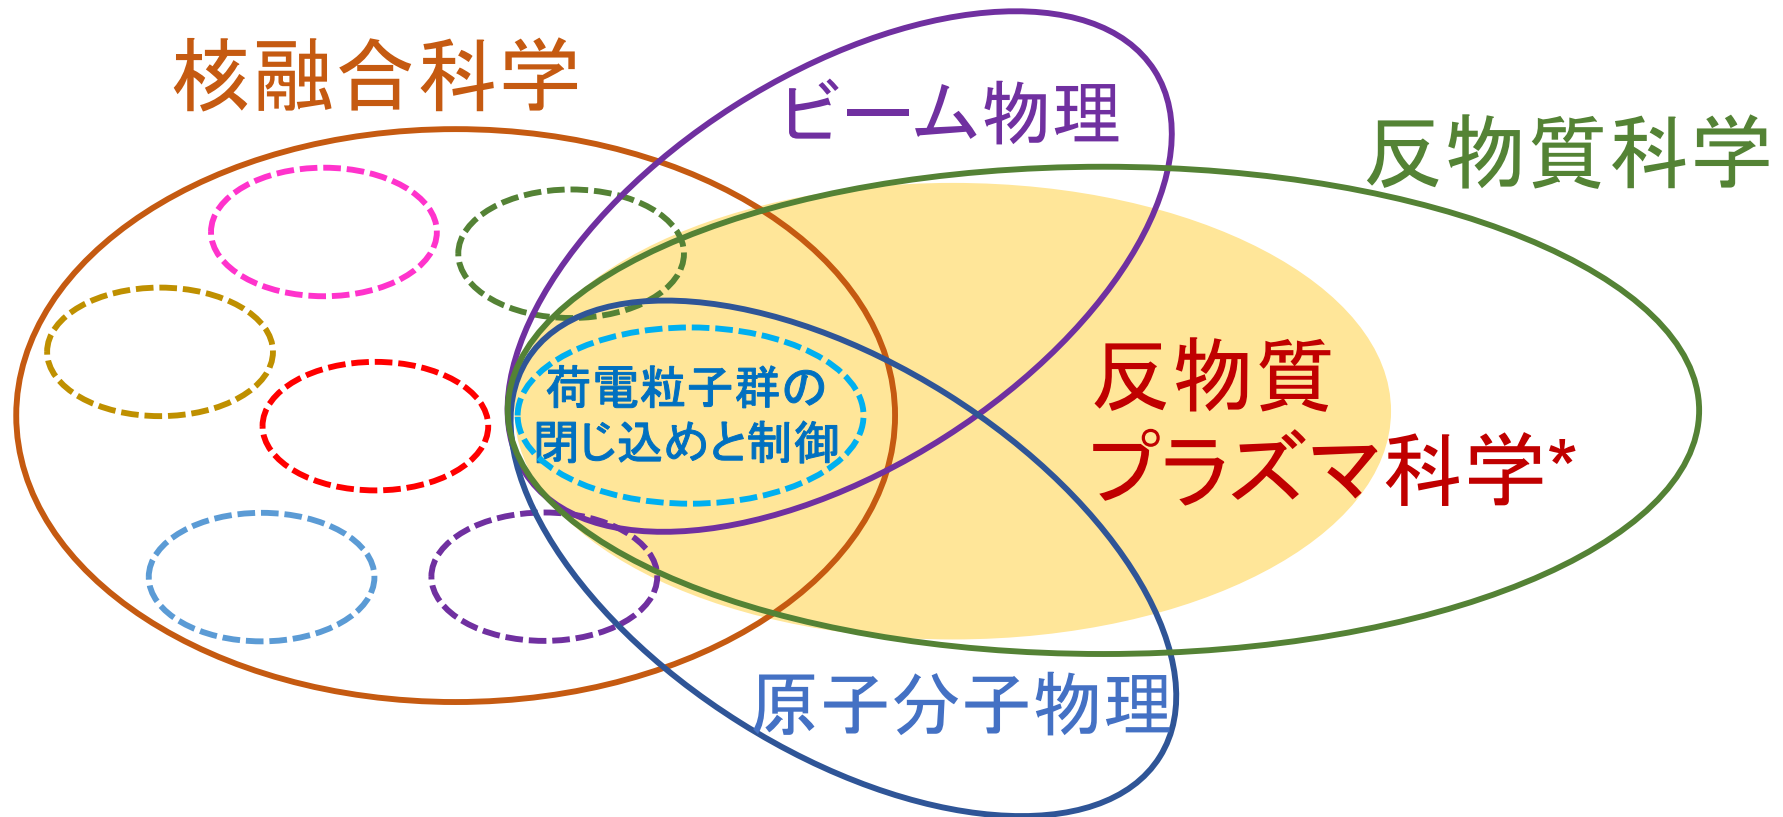 核融合科学
ビーム物理
反物質科学
荷電粒子群の
閉じ込めと制御
反物質
プラズマ科学*
原子分子物理